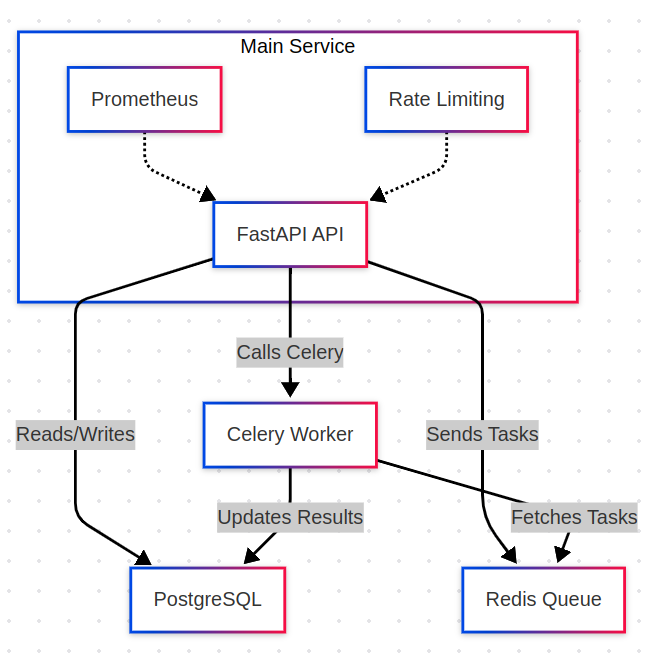 Main Service
Prometheus
Rate Limiting
FastAPI API
Calls Celery
Reads/Writes
Celery Worker
Sends Tasks
Updates Results
Fetches Tasks
PostgreSQL
Redis Queue